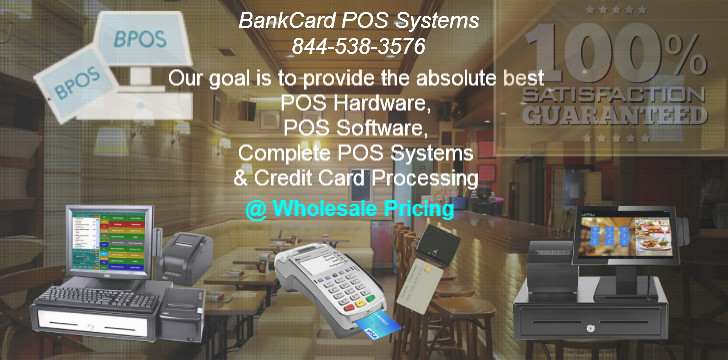 BankCard POS Systems
844-538-3576
BPOS
BPOS
Our goal is to provide the absolute best
POS Hardware,
POS Software,
Complete POS Systems
& Credit Card Processing
@ Wholesale Pricing
100%
SATISFACTION
GUARANTEED
VISA